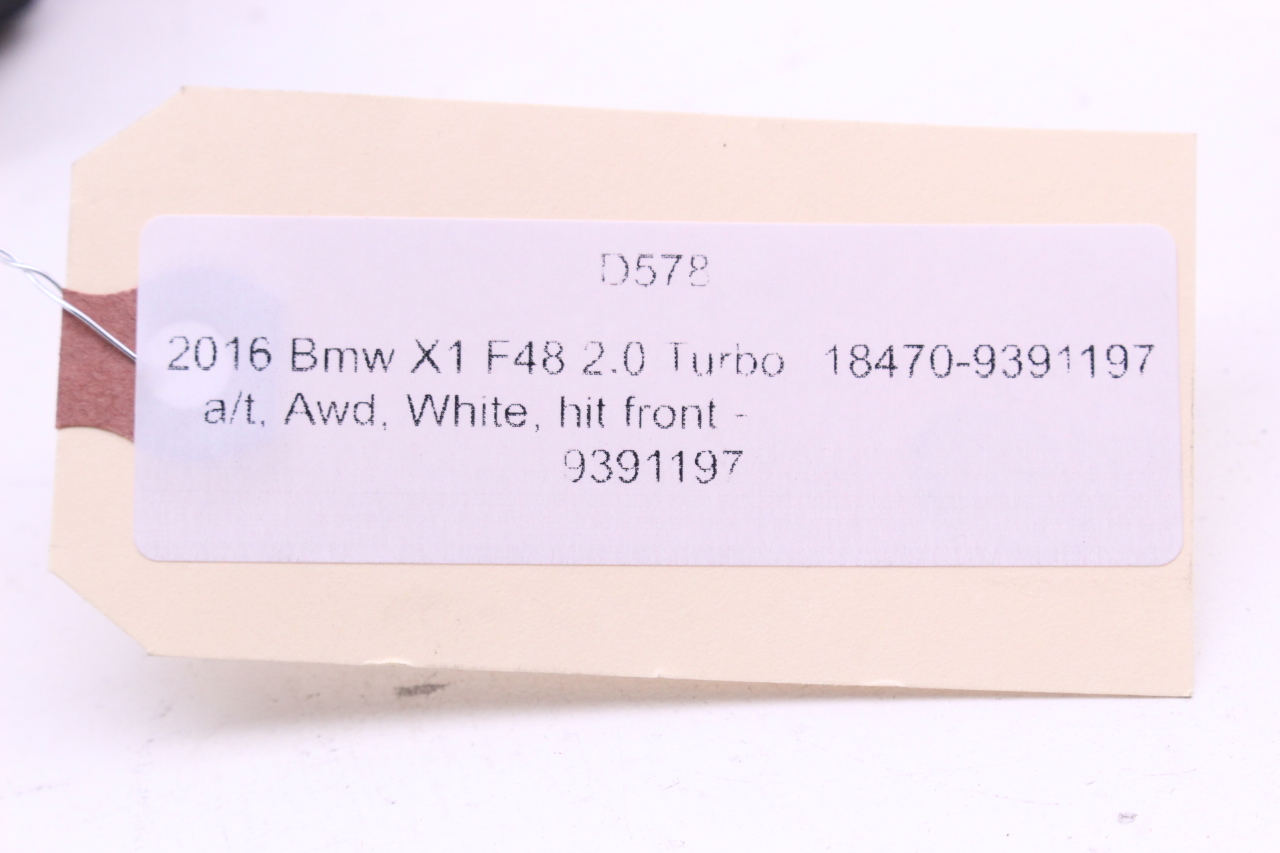 D578
2016 Bmw X1 F48 2.0 Turbo 18470-9391197
a/t, Awd, White, hit front -
9391197